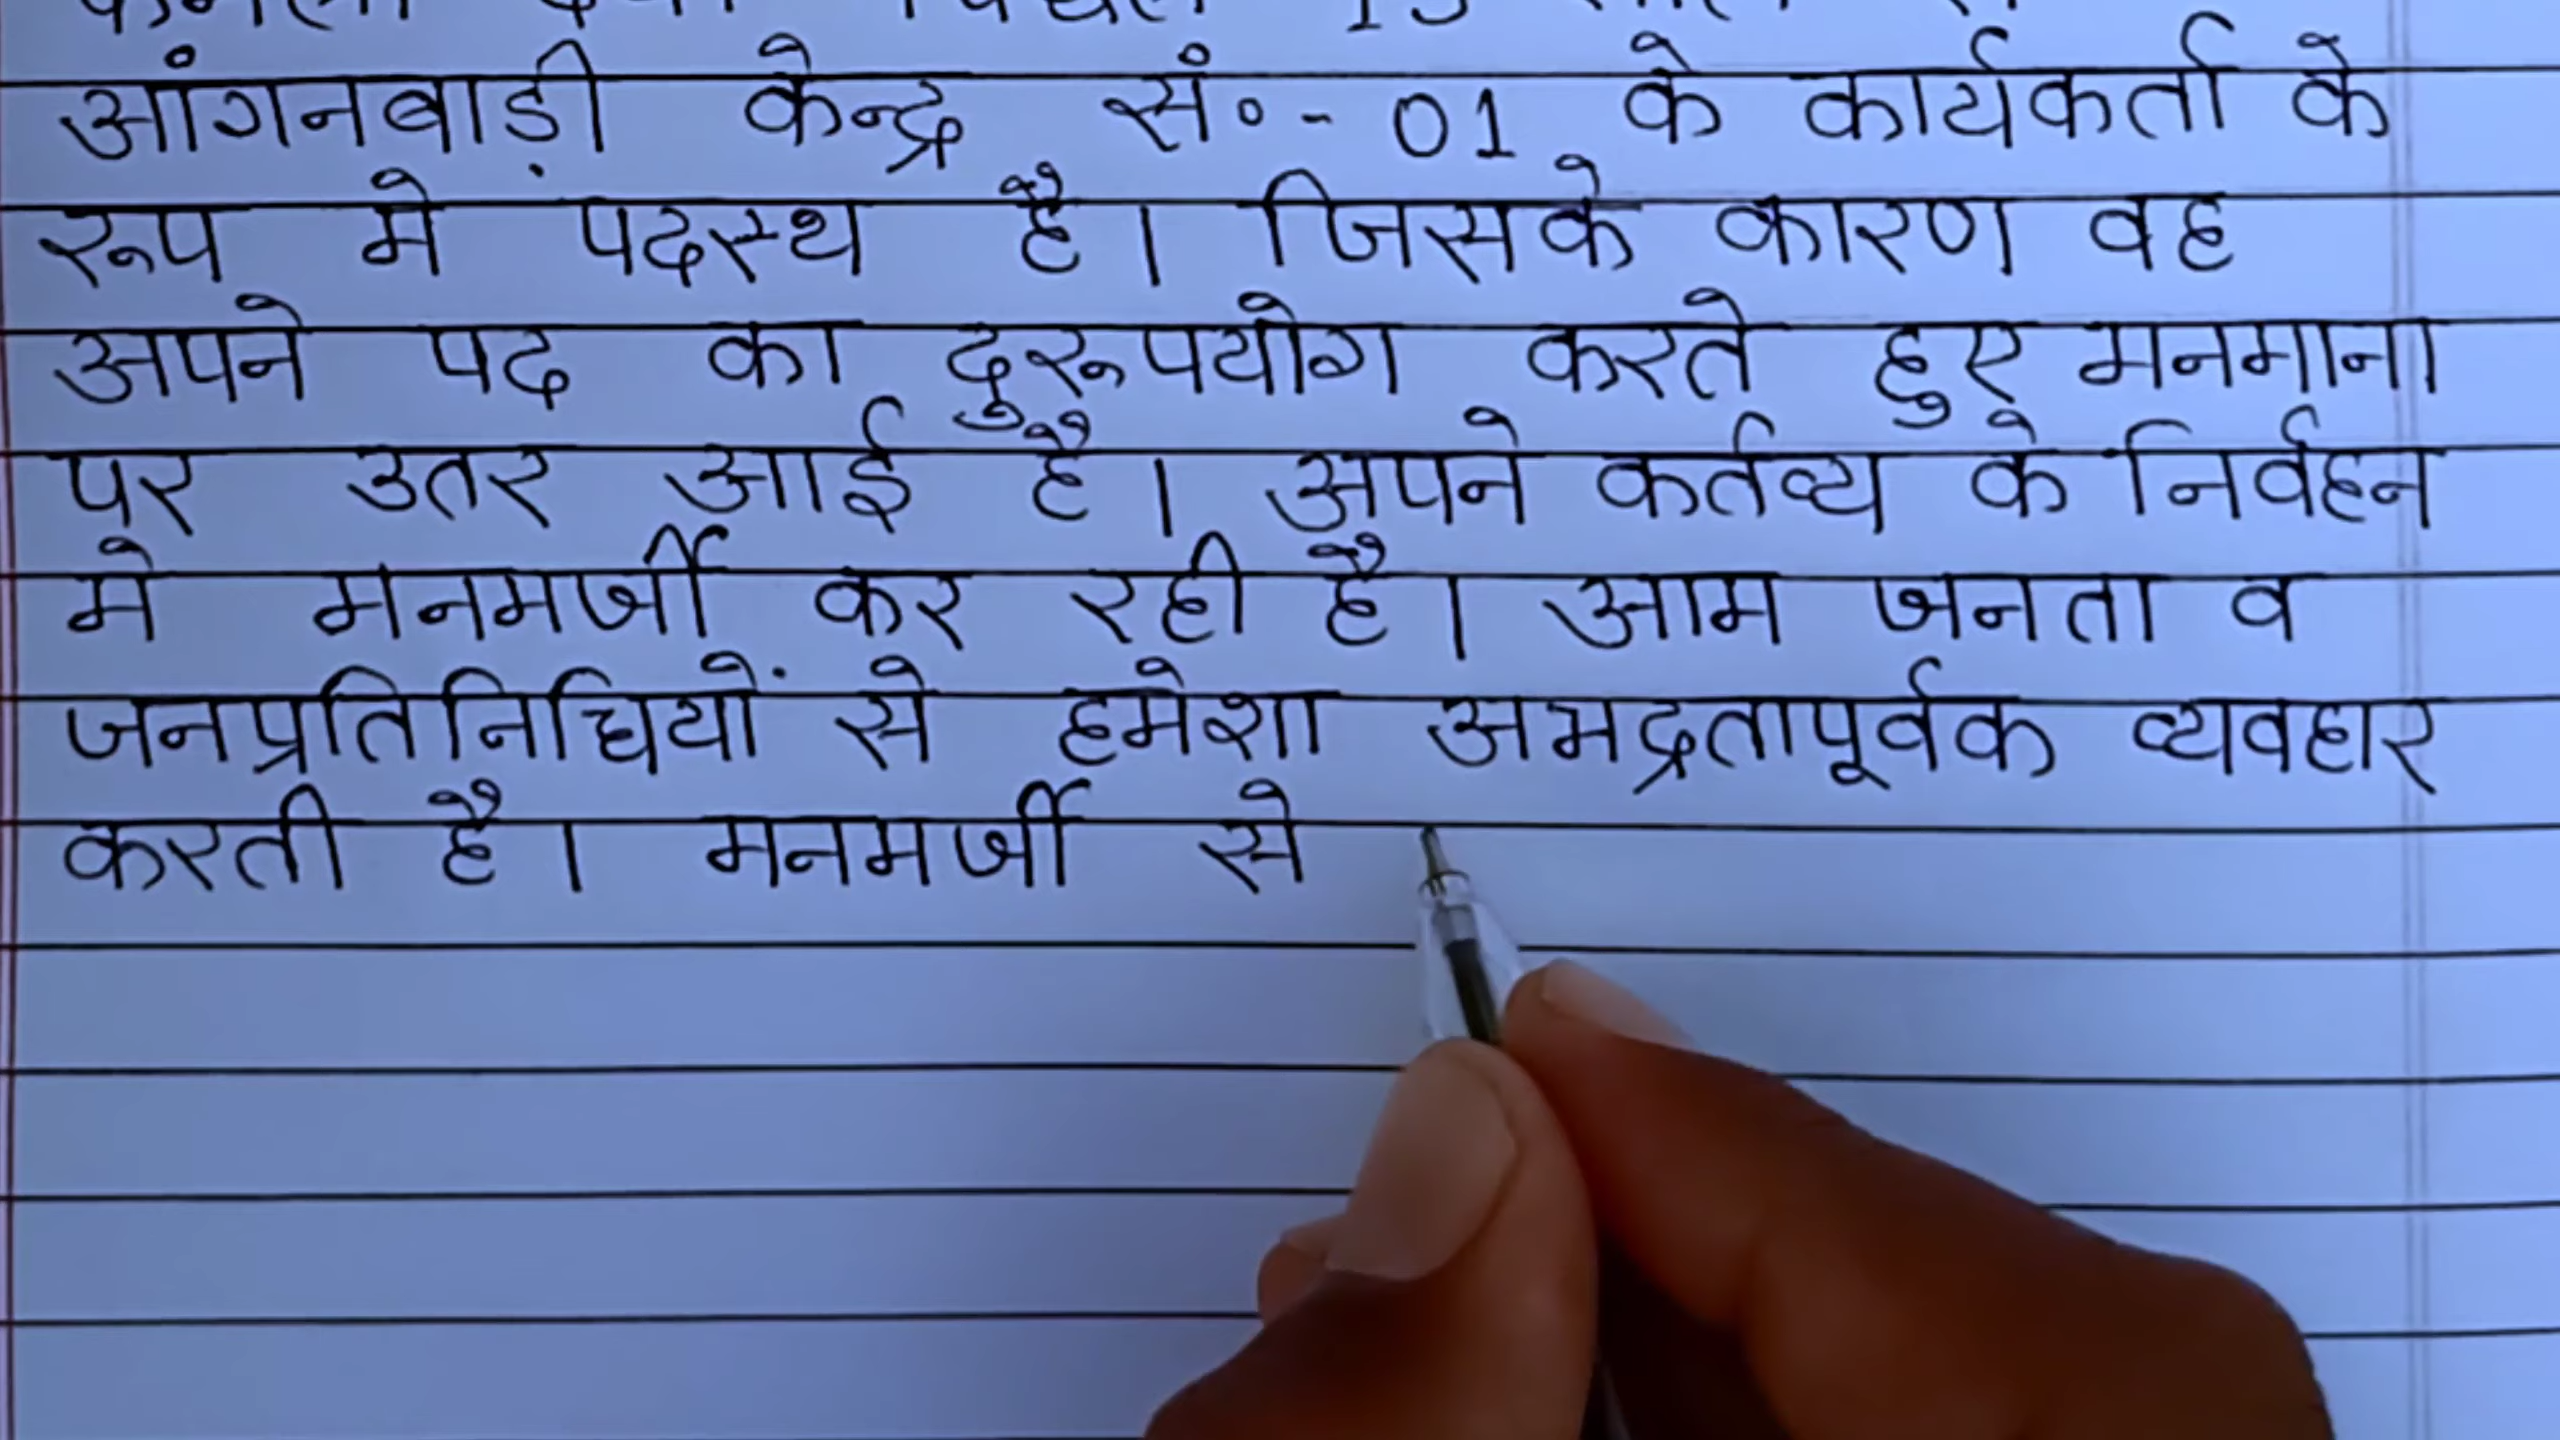 आंगनबाड़ी केन्द्र सं०- 01 के कार्यकर्ता के
रूप मे पदस्थ है। जिसके कारण वह
अपने पद का दुरूपयोग करते हुए मनमाना
पर उतर आई है। अपने कर्तव्य के निर्वहन
मे मनमर्जी कर रही है। आम जनता व
जनप्रतिनिधियों से हमेशा अभद्रतापूर्वक व्यवहार
करती है। मनमर्जी से